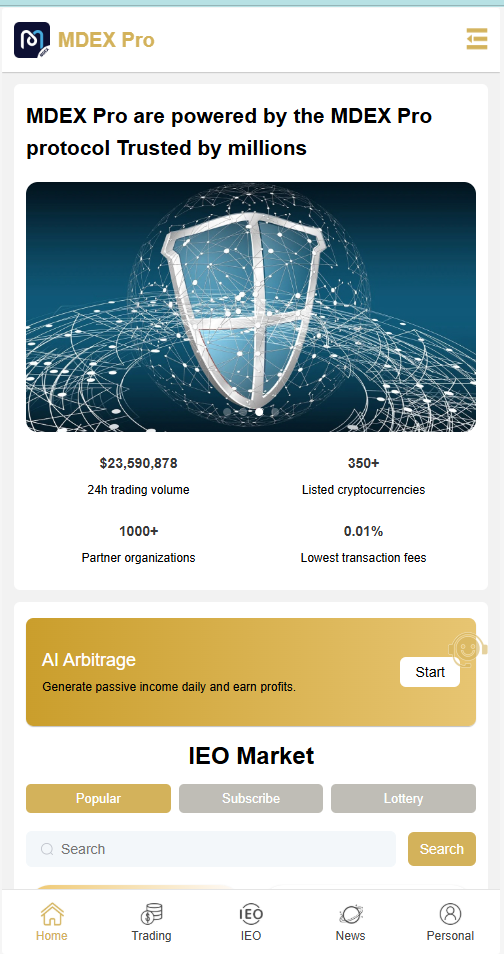 MDEX Pro
MDEX Pro are powered by the MDEX Pro
protocol Trusted by millions
$23,590,878
350+
24h trading volume
Listed cryptocurrencies
1000+
0.01%
Partner organizations
Lowest transaction fees
AI Arbitrage
Generate passive income daily and earn profits.
Start
IEO Market
Popular
Subscribe
Lottery
Search
Search
IEO
Home
Trading
IEO
News
Personal